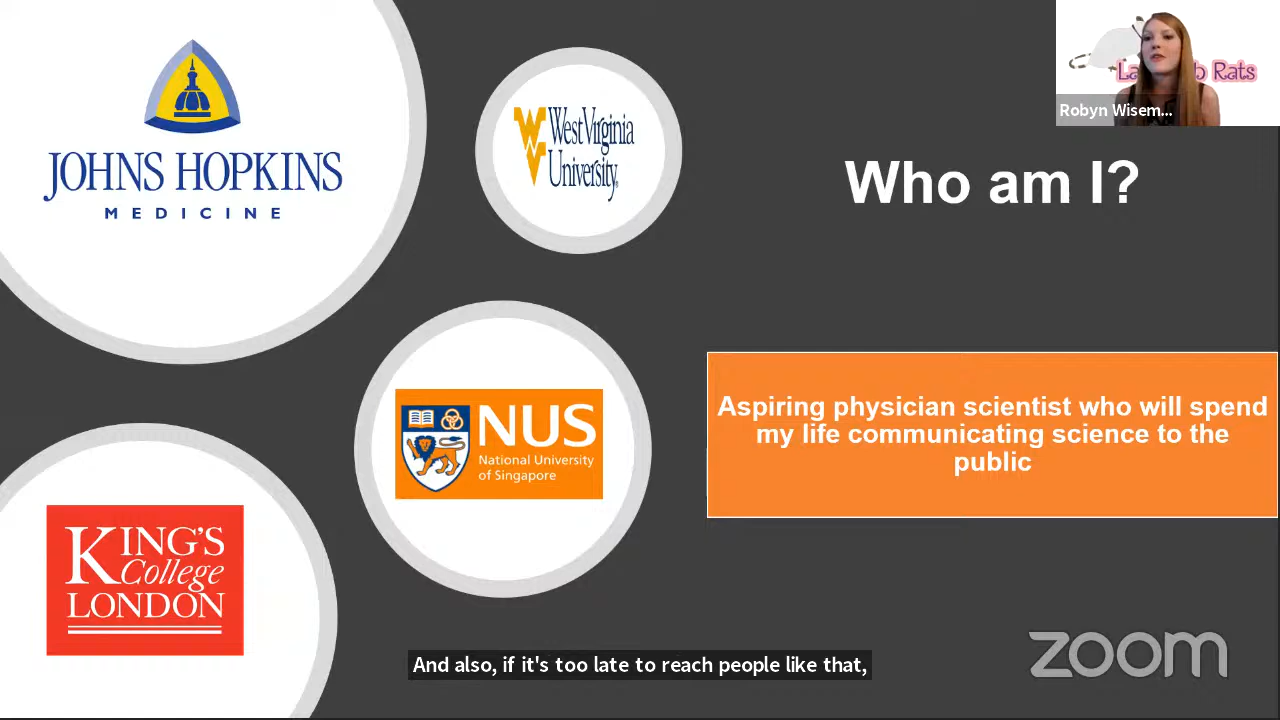 JOHNS HOPKINS
MEDICINE
West Virginia
University®
Rats
Robyn Wisem...
Who am I?
NUS
National University
of Singapore
Aspiring physician scientist who will spend
my life communicating science to the
public
KING'S
College
LONDON
And also, if it's too late to reach people like that,
zoom